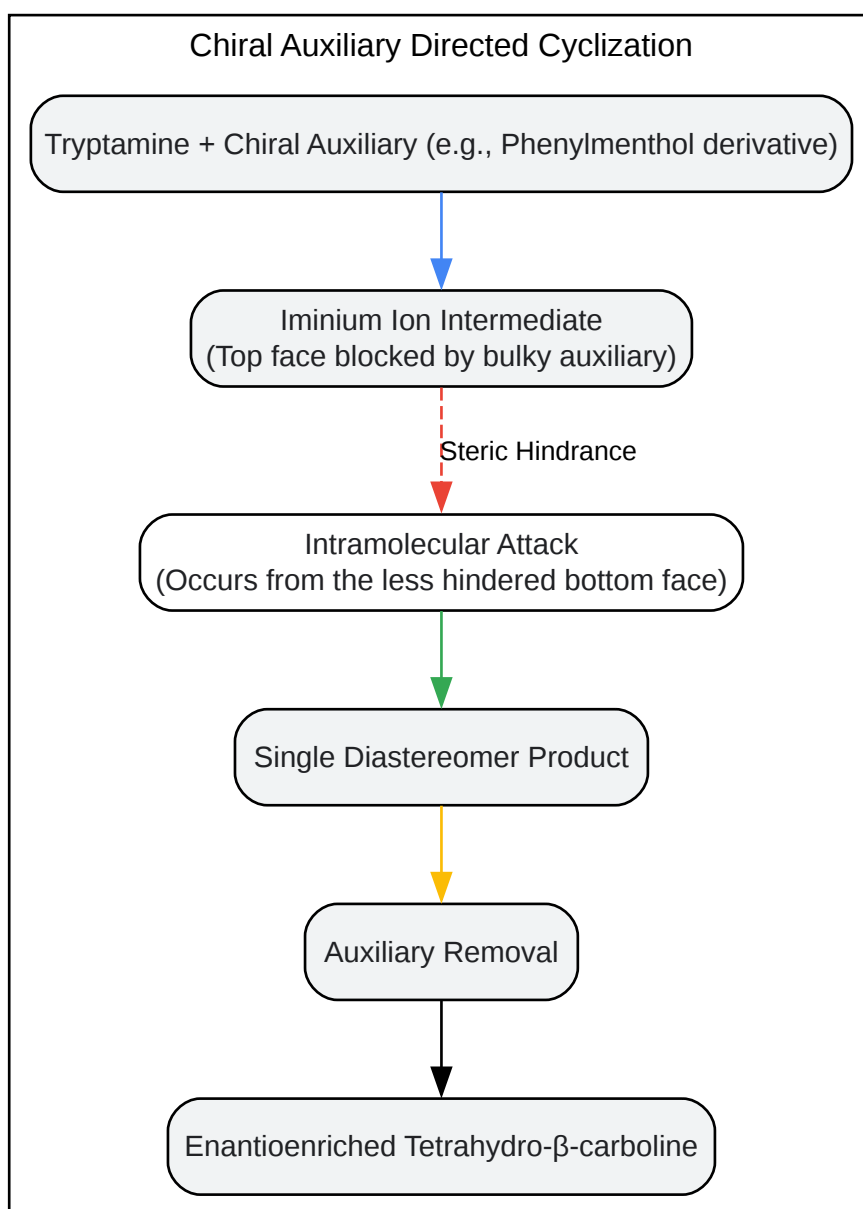 Chiral Auxiliary Directed Cyclization
Tryptamine + Chiral Auxiliary (e.g., Phenylmenthol derivative)
Iminium Ion Intermediate
(Top face blocked by bulky auxiliary)
Steric Hindrance
Intramolecular Attack
(Occurs from the less hindered bottom face)
Single Diastereomer Product
Auxiliary Removal
Enantioenriched Tetrahydro-β-carboline